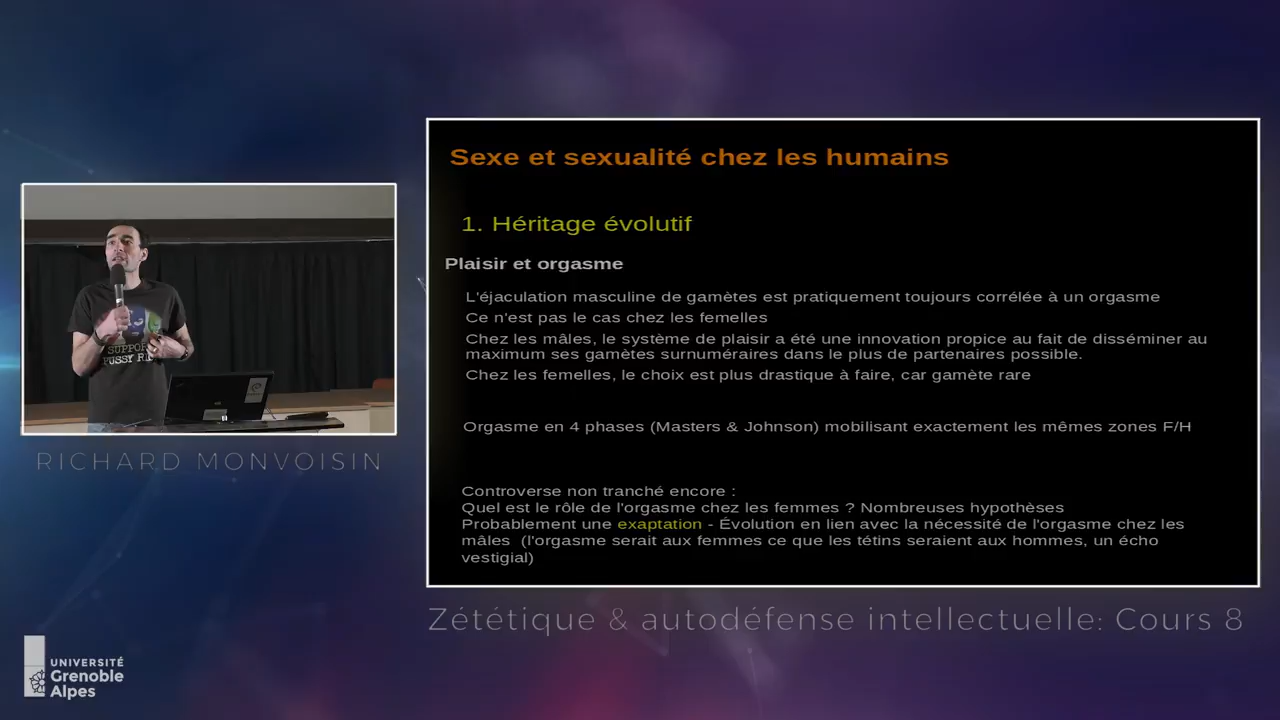 Sexe et sexualité chez les humains
1. Héritage évolutif
Plaisir et orgasme
L'éjaculation masculine de gamètes est pratiquement toujours corrélée à un orgasme
Ce n'est pas le cas chez les femelles
Chez les mâles, le système de plaisir a été une innovation propice au fait de disséminer au
maximum ses gamètes surnuméraires dans le plus de partenaires possible.
Chez les femelles, le choix est plus drastique à faire, car gamète rare
Orgasme en 4 phases (Masters & Johnson) mobilisant exactement les mêmes zones F/H
Controverse non tranché encore :
Quel est le rôle de l'orgasme chez les femmes ? Nombreuses hypothèses
Probablement une exaptation - Évolution en lien avec la nécessité de l'orgasme chez les
mâles (l'orgasme serait aux femmes ce que les tétins seraient aux hommes, un écho
vestigial)
SUPPORT
PUSSY RI
RICHARD MONVOISIN
Zététique & autodéfense intellectuelle: Cours 8
UNIVERSITÉ
Grenoble
Alpes